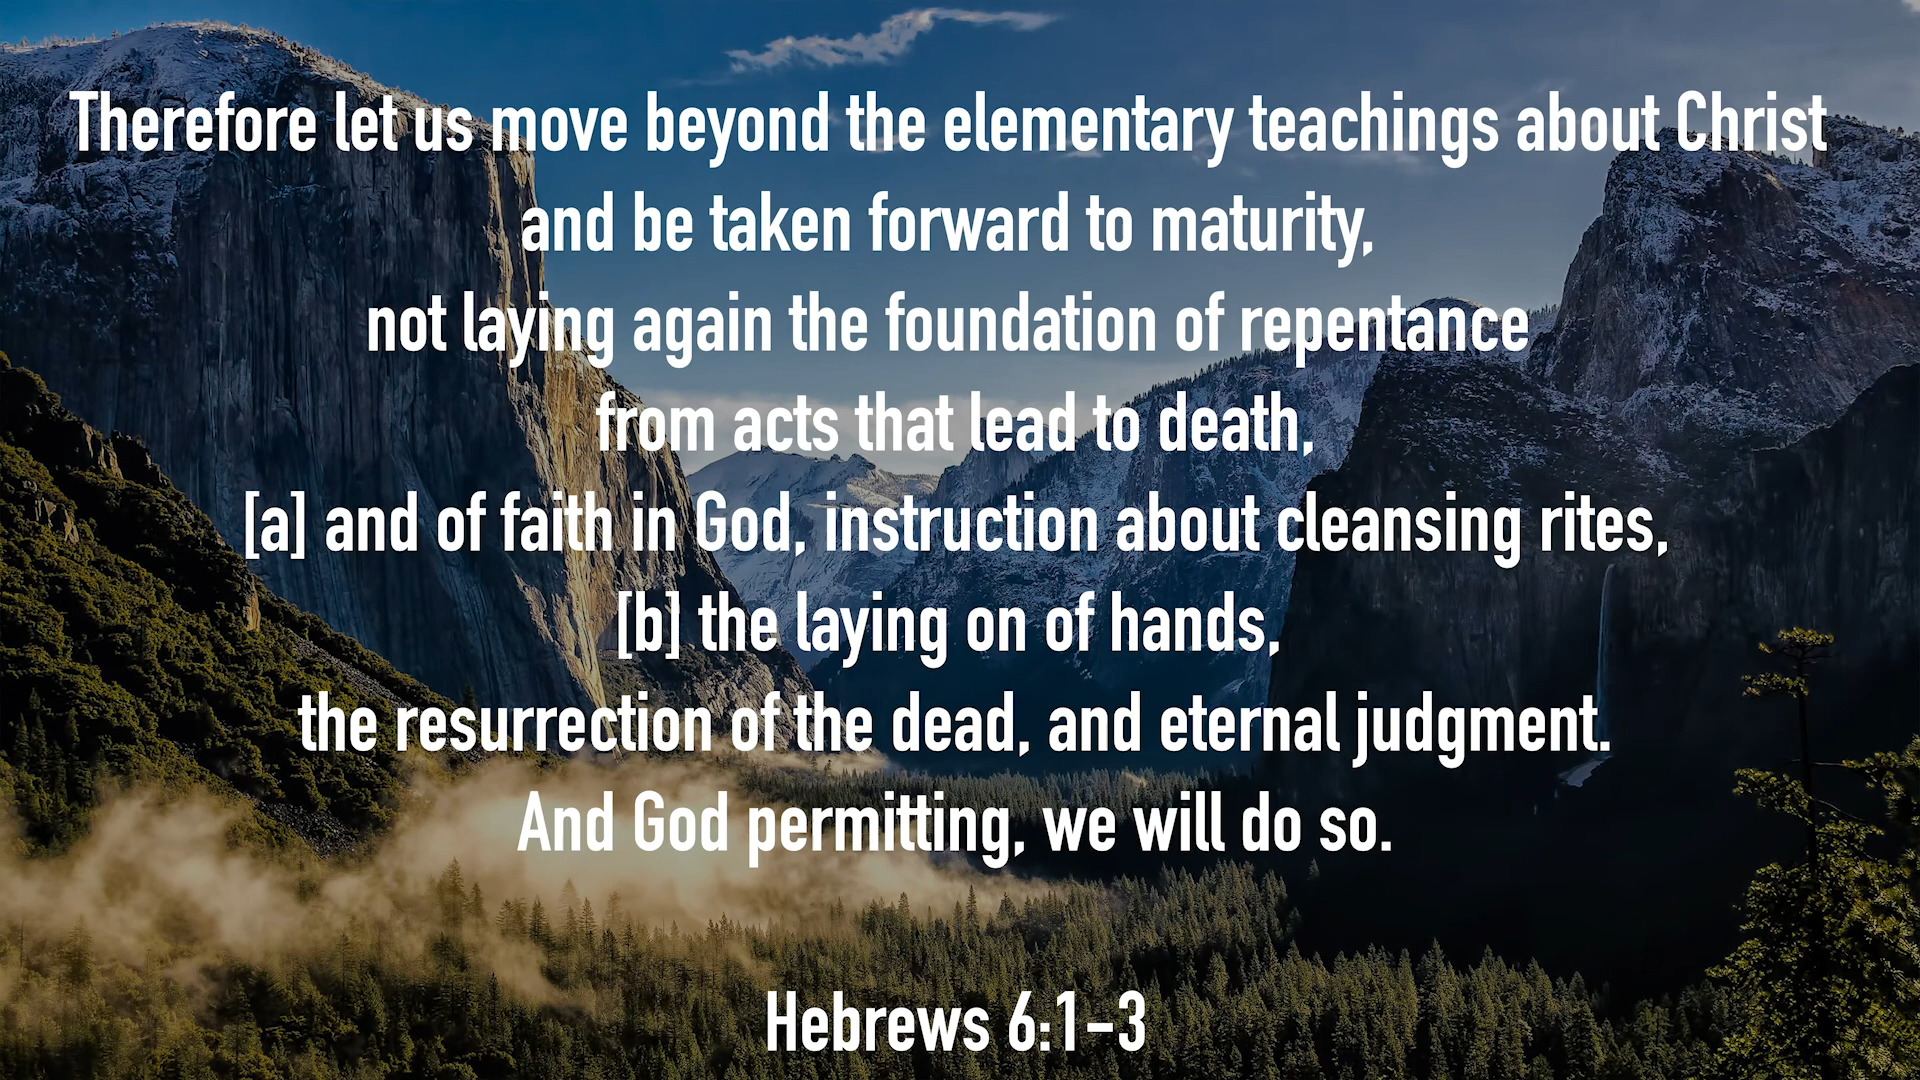 Therefore let us move beyond the elementary teachings about Christ
and be taken forward to maturity,
not laying again the foundation of repentance
from acts that lead to death,
[a] and of faith in God, instruction about cleansing rites,
[b] the laying on of hands,
the resurrection of the dead, and eternal judgment.
And God permitting, we will do so.
Hebrews 6:1-3